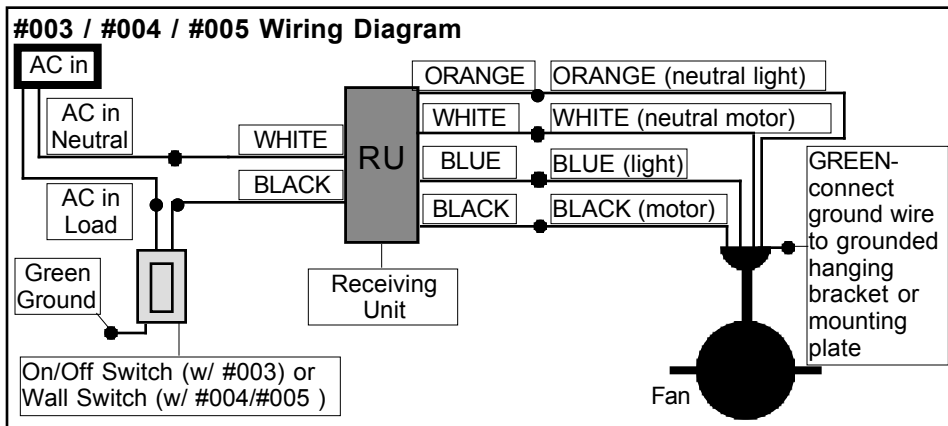 #003 / #004 / #005 Wiring Diagram
AC in
AC in
Neutral
AC in
Load
Green
Ground
On/Off Switch (w/ #003) or
Wall Switch (w/ #004/#005 )
WHITE
BLACK
RU
Receiving
Unit
ORANGE
ORANGE (neutral light)
WHITE
WHITE (neutral motor)
BLUE
BLUE (light)
BLACK
BLACK (motor)
GREEN-
connect
ground wire
to grounded
hanging
bracket or
mounting
plate
Fan